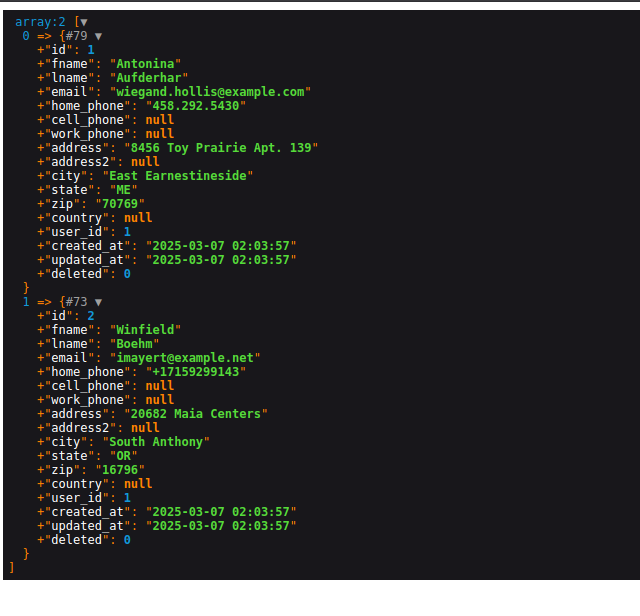 array:2 [▼
  0 => {#79 ▼
    +"id": 1
    +"fname": "Antonina"
    +"lname": "Aufderhar"
    +"email": "wiegand.hollis@example.com"
    +"home_phone": "458.292.5430"
    +"cell_phone": null
    +"work_phone": null
    +"address": "8456 Toy Prairie Apt. 139"
    +"address2": null
    +"city": "East Earnestineside"
    +"state": "ME"
    +"zip": "70769"
    +"country": null
    +"user_id": 1
    +"created_at": "2025-03-07 02:03:57"
    +"updated_at": "2025-03-07 02:03:57"
    +"deleted": 0
  }
  1 => {#73 ▼
    +"id": 2
    +"fname": "Winfield"
    +"lname": "Boehm"
    +"email": "imayert@example.net"
    +"home_phone": "+17159299143"
    +"cell_phone": null
    +"work_phone": null
    +"address": "20682 Maia Centers"
    +"address2": null
    +"city": "South Anthony"
    +"state": "OR"
    +"zip": "16796"
    +"country": null
    +"user_id": 1
    +"created_at": "2025-03-07 02:03:57"
    +"updated_at": "2025-03-07 02:03:57"
    +"deleted": 0
  }
]